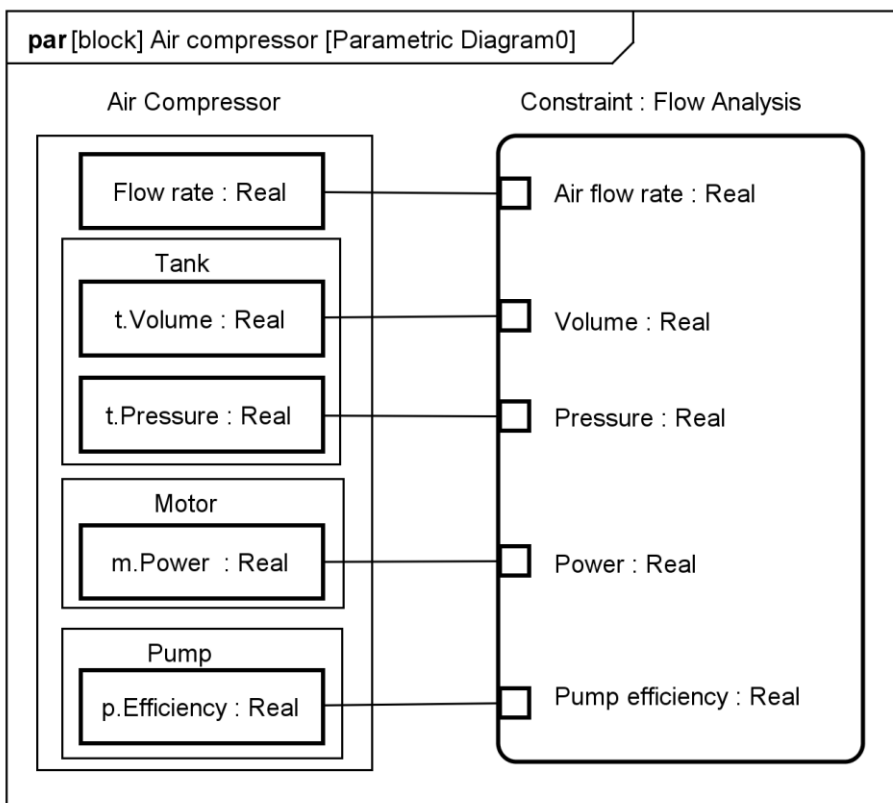 par [block] Air compressor [Parametric Diagram0]
Air Compressor
Constraint : Flow Analysis
Flow rate : Real
Air flow rate : Real
Tank
t.Volume : Real
Volume : Real
t.Pressure : Real
Pressure : Real
Motor
m.Power : Real
Power : Real
Pump
p.Efficiency : Real
Pump efficiency : Real